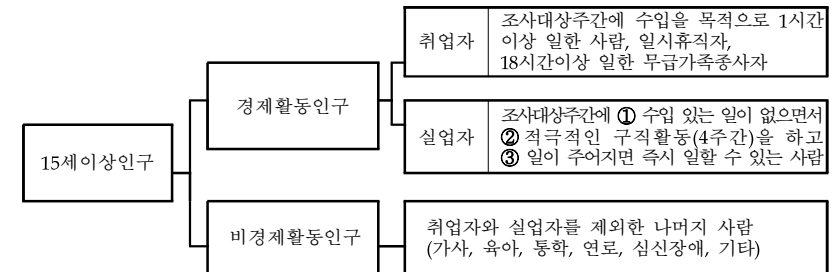 15세이상인구
경제활동인구
취업자
조사대상주간에 수입을 목적으로 1시간
이상 일한 사람, 일시휴직자,
18시간이상 일한 무급가족종사자
실업자
조사대상주간에 ① 수입 있는 일이 없으면서
② 적극적인 구직활동(4주간)을 하고
③ 일이 주어지면 즉시 일할 수 있는 사람
비경제활동인구
취업자와 실업자를 제외한 나머지 사람
(가사, 육아, 통학, 연로, 심신장애, 기타)